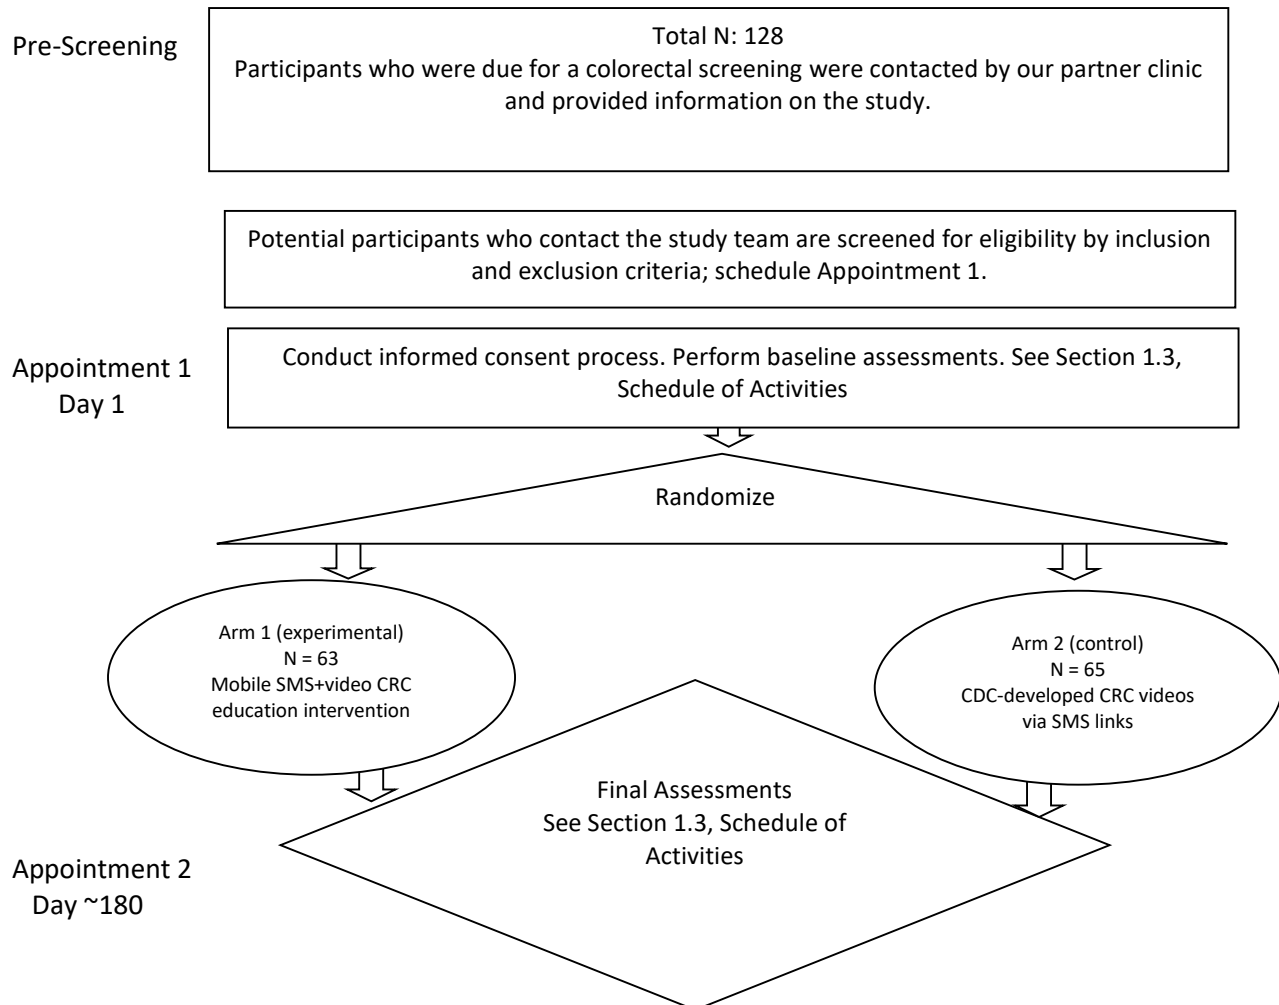 Pre-Screening
Total N: 128
Participants who were due for a colorectal screening were contacted by our partner clinic
and provided information on the study.
Potential participants who contact the study team are screened for eligibility by inclusion
and exclusion criteria; schedule Appointment 1.
Appointment 1
Day 1
Conduct informed consent process. Perform baseline assessments. See Section 1.3,
Schedule of Activities
Randomize
Arm 1 (experimental)
N = 63
Mobile SMS+video CRC
education intervention
Arm 2 (control)
N = 65
CDC-developed CRC videos
via SMS links
Final Assessments
See Section 1.3, Schedule of
Activities
Appointment 2
Day ~180